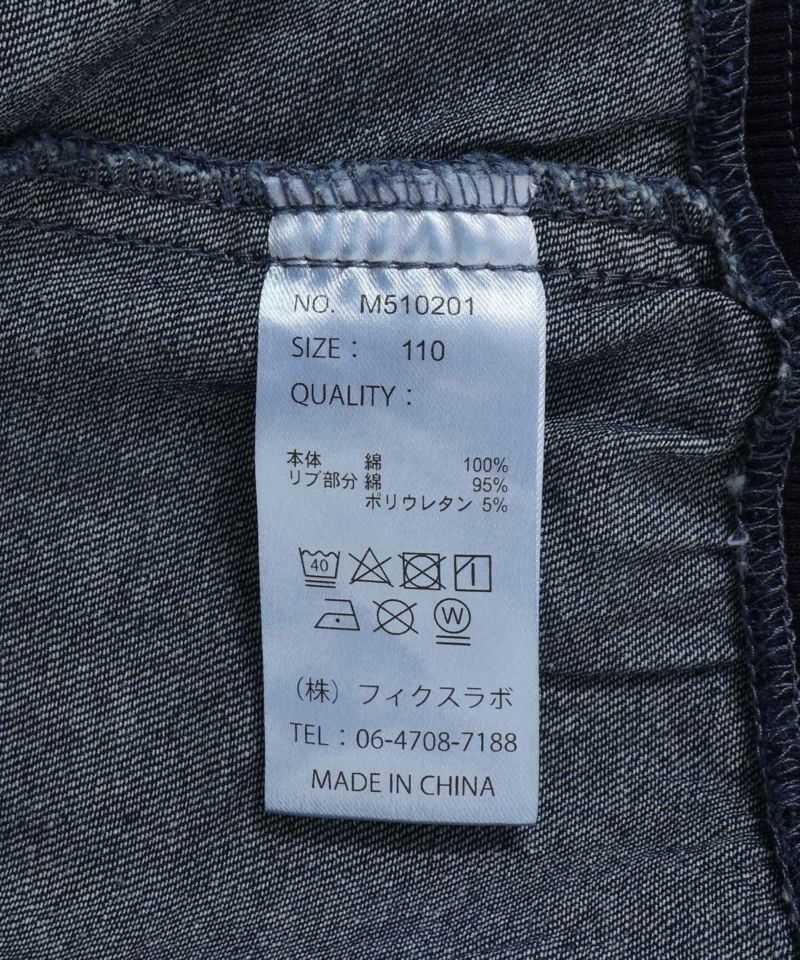 NO. M510201
SIZE： 110
QUALITY：
本体 綿 100%
リブ部分 綿 95%
ポリウレタン 5%
40
W
（株）フィクスラボ
TEL：06-4708-7188
MADE IN CHINA